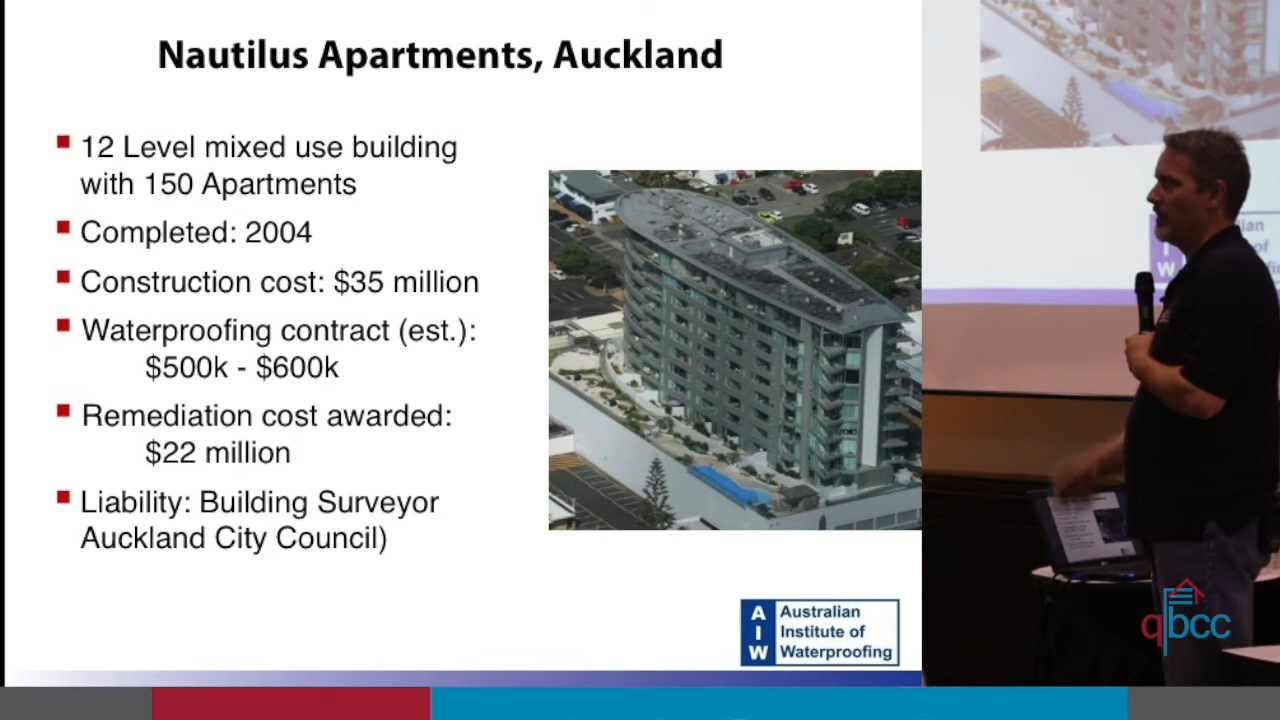 Nautilus Apartments, Auckland
12 Level mixed use building
with 150 Apartments
Completed: 2004
Construction cost: $35 million
Waterproofing contract (est.):
$500k - $600k
Remediation cost awarded:
$22 million
Liability: Building Surveyor
Auckland City Council)
A Australian
I Institute of
W Waterproofing
W
qbcc